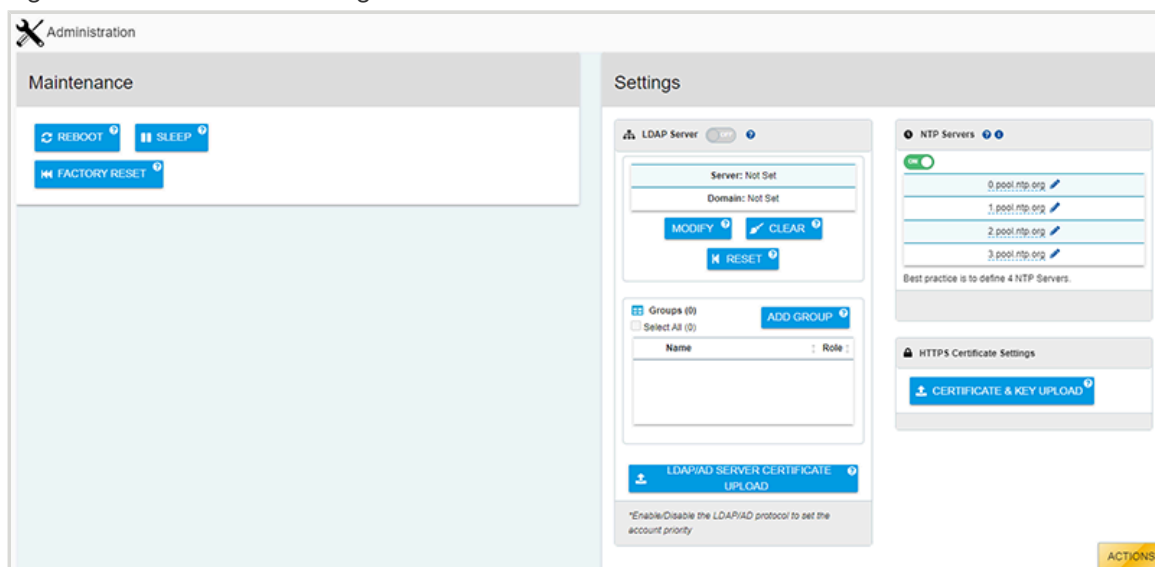 Administration
Maintenance
REBOOT
SLEEP
FACTORY RESET
Settings
LDAP Server OFF
Server: Not Set
Domain: Not Set
MODIFY
CLEAR
RESET
Groups (0)
Select All (0)
ADD GROUP
Name Role
LDAP/AD SERVER CERTIFICATE
UPLOAD
*Enable/Disable the LDAP/AD protocol to set the
account priority
NTP Servers
ON
0.pool.ntp.org
1.pool.ntp.org
2.pool.ntp.org
3.pool.ntp.org
Best practice is to define 4 NTP Servers.
HTTPS Certificate Settings
CERTIFICATE & KEY UPLOAD
ACTIONS